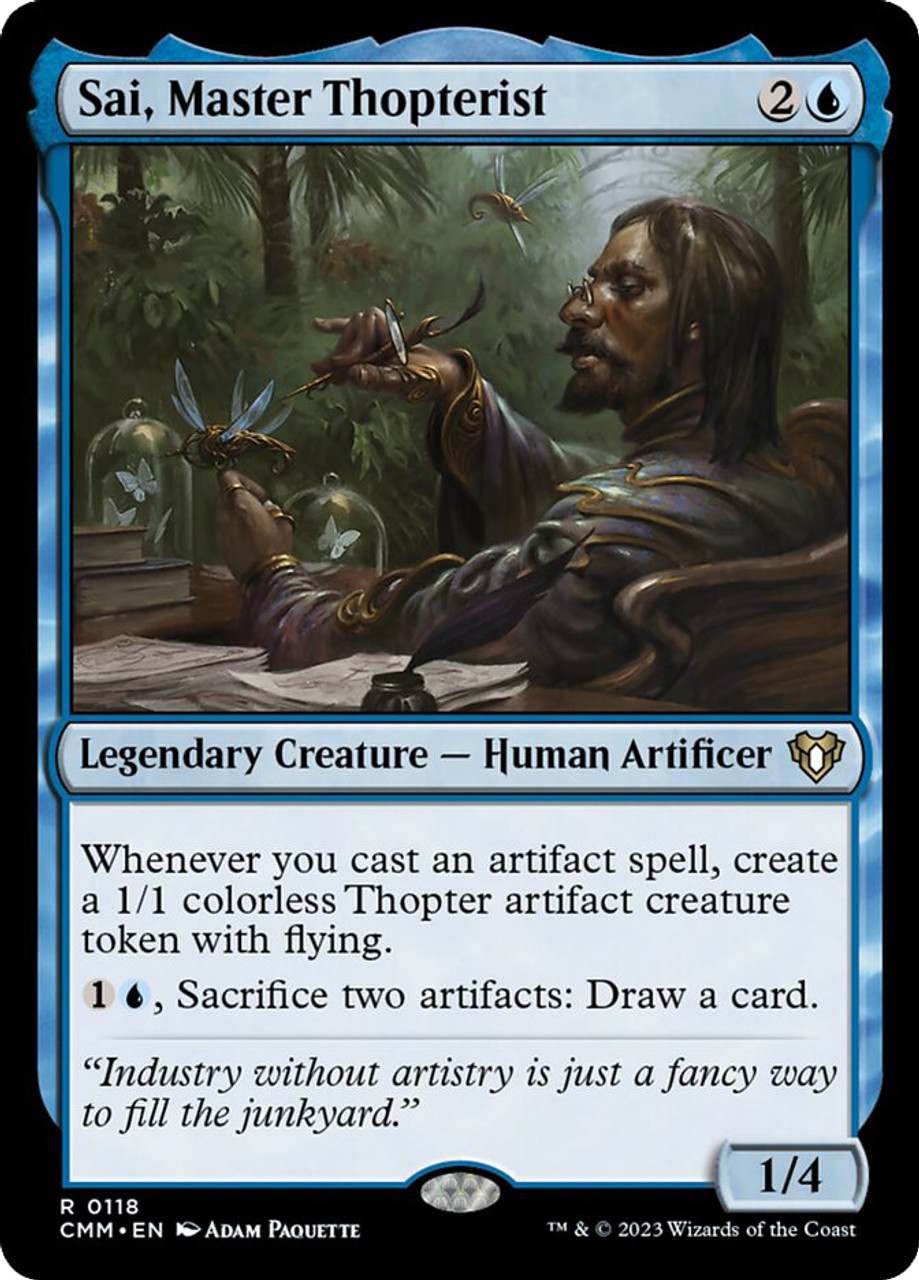 Sai, Master Thopterist 2
Legendary Creature — Human Artificer
Whenever you cast an artifact spell, create
a 1/1 colorless Thopter artifact creature
token with flying.
1 , Sacrifice two artifacts: Draw a card.
“Industry without artistry is just a fancy way
to fill the junkyard.”
1/4
R 0118
CMM • EN Adam Paquette
™ & © 2023 Wizards of the Coast